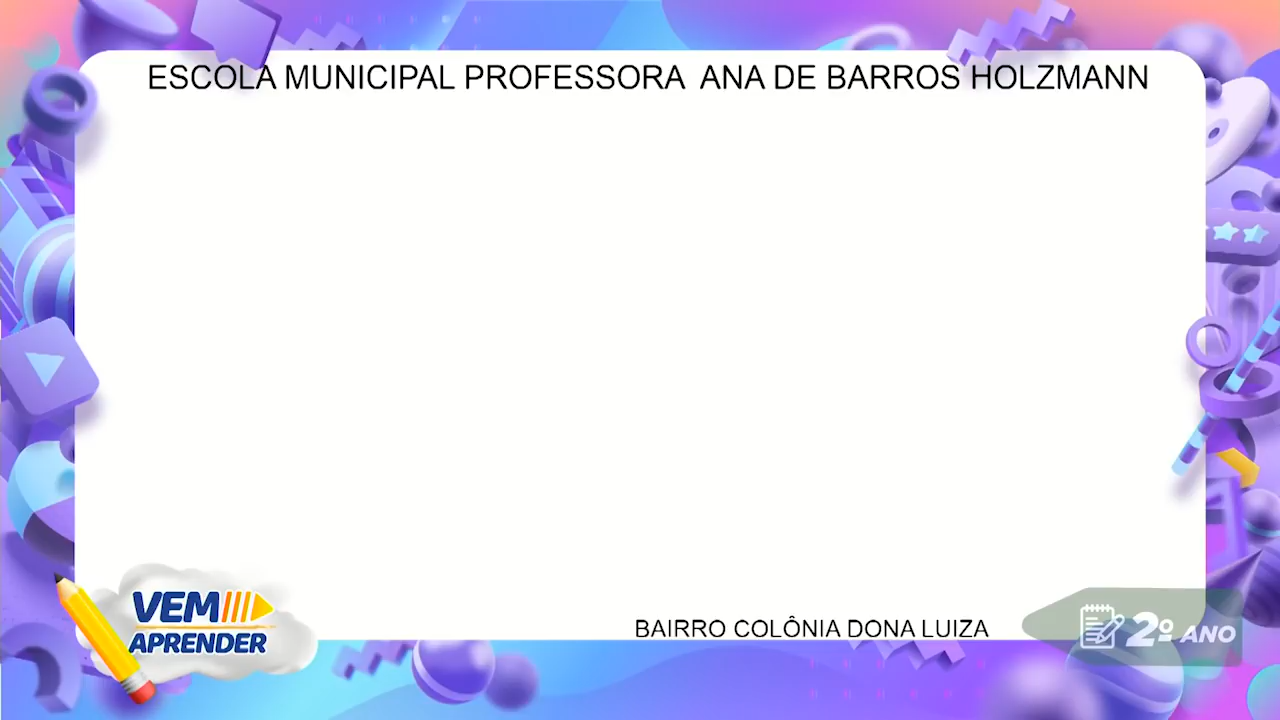 ESCOLA MUNICIPAL PROFESSORA  ANA DE BARROS HOLZMANN
VEM
APRENDER
BAIRRO COLÔNIA DONA LUIZA
2º ANO